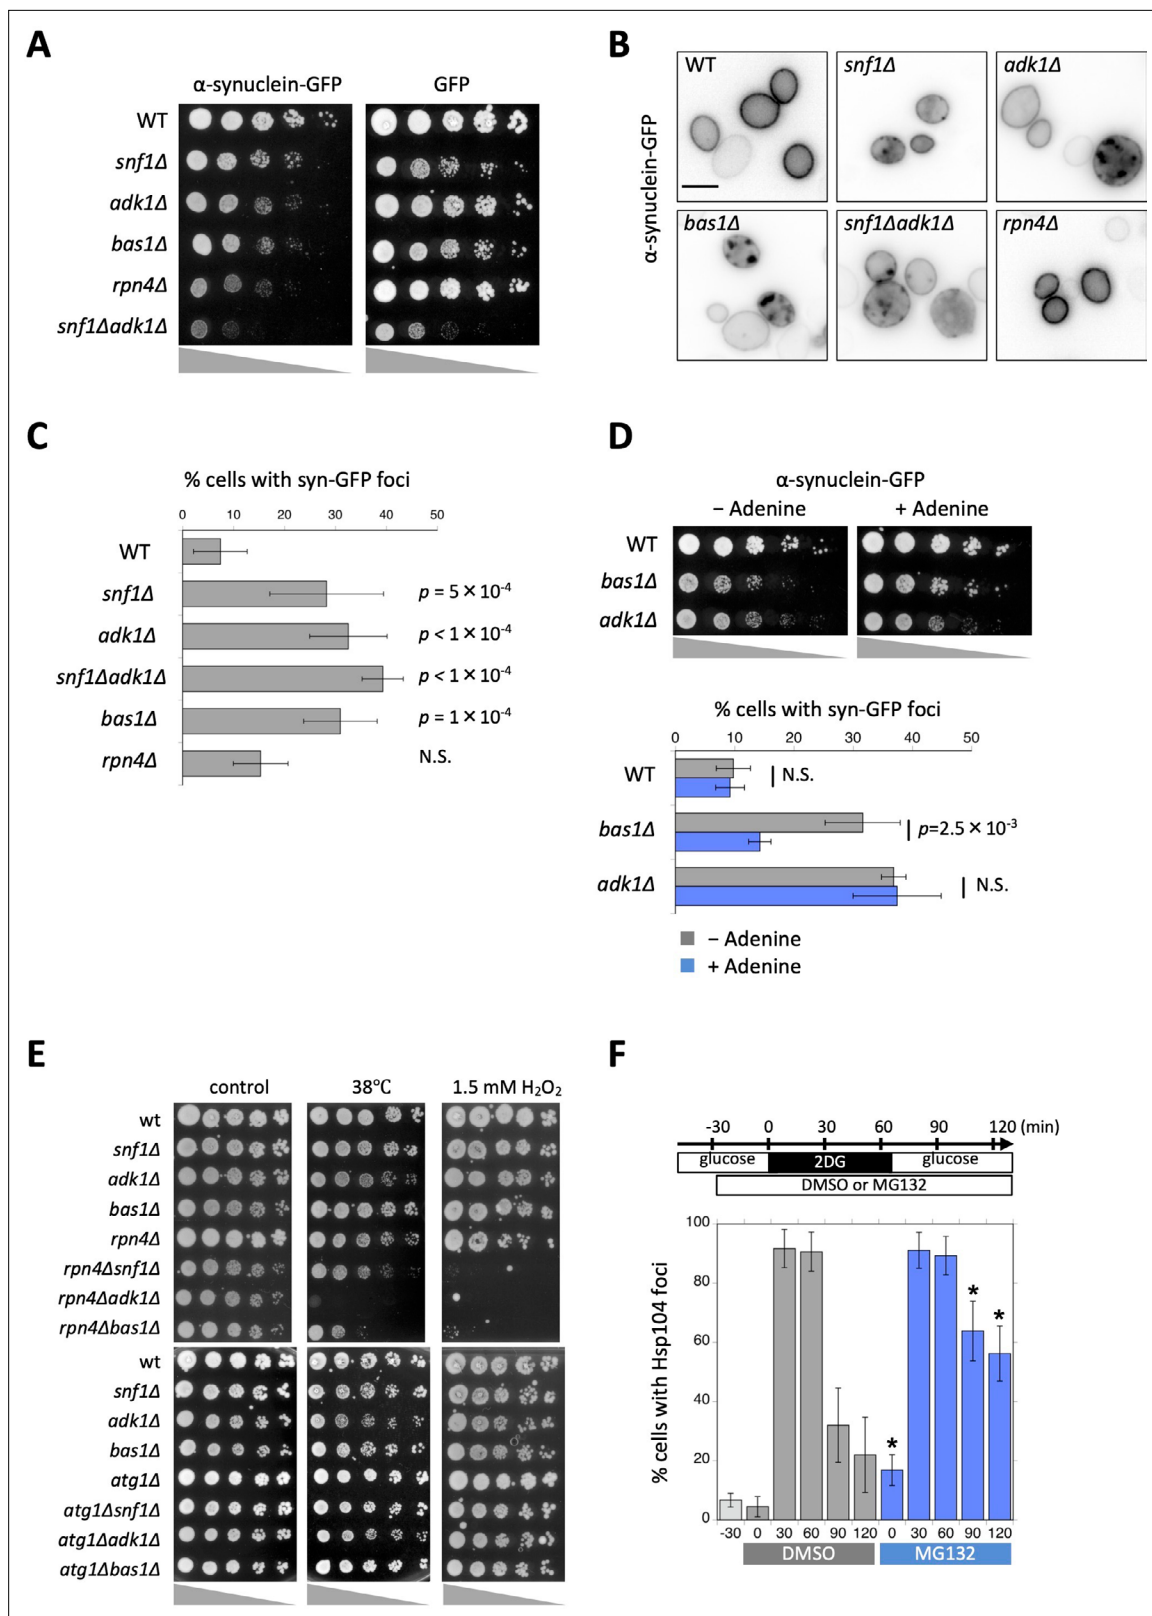 A
α-synuclein-GFP GFP
WT
snf1Δ
adk1Δ
bas1Δ
rpn4Δ
snf1Δadk1Δ
B
α-synuclein-GFP
WT snf1Δ adk1Δ
bas1Δ snf1Δadk1Δ rpn4Δ
C
% cells with syn-GFP foci
0 10 20 30 40 50
WT
snf1Δ p = 5 × 10⁻⁴
adk1Δ p < 1 × 10⁻⁴
snf1Δadk1Δ p < 1 × 10⁻⁴
bas1Δ p = 1 × 10⁻⁴
rpn4Δ N.S.
D
α-synuclein-GFP
– Adenine + Adenine
WT
bas1Δ
adk1Δ
% cells with syn-GFP foci
0 10 20 30 40 50
WT N.S.
bas1Δ p=2.5 × 10⁻³
adk1Δ N.S.
– Adenine
+ Adenine
E
control 38℃ 1.5 mM H₂O₂
wt
snf1Δ
adk1Δ
bas1Δ
rpn4Δ
rpn4Δsnf1Δ
rpn4Δadk1Δ
rpn4Δbas1Δ
wt
snf1Δ
adk1Δ
bas1Δ
atg1Δ
atg1Δsnf1Δ
atg1Δadk1Δ
atg1Δbas1Δ
F
-30 0 30 60 90 120 (min)
glucose 2DG glucose
DMSO or MG132
% cells with Hsp104 foci
100
80
60
40
20
0
* * *
-30 0 30 60 90 120 0 30 60 90 120
DMSO MG132